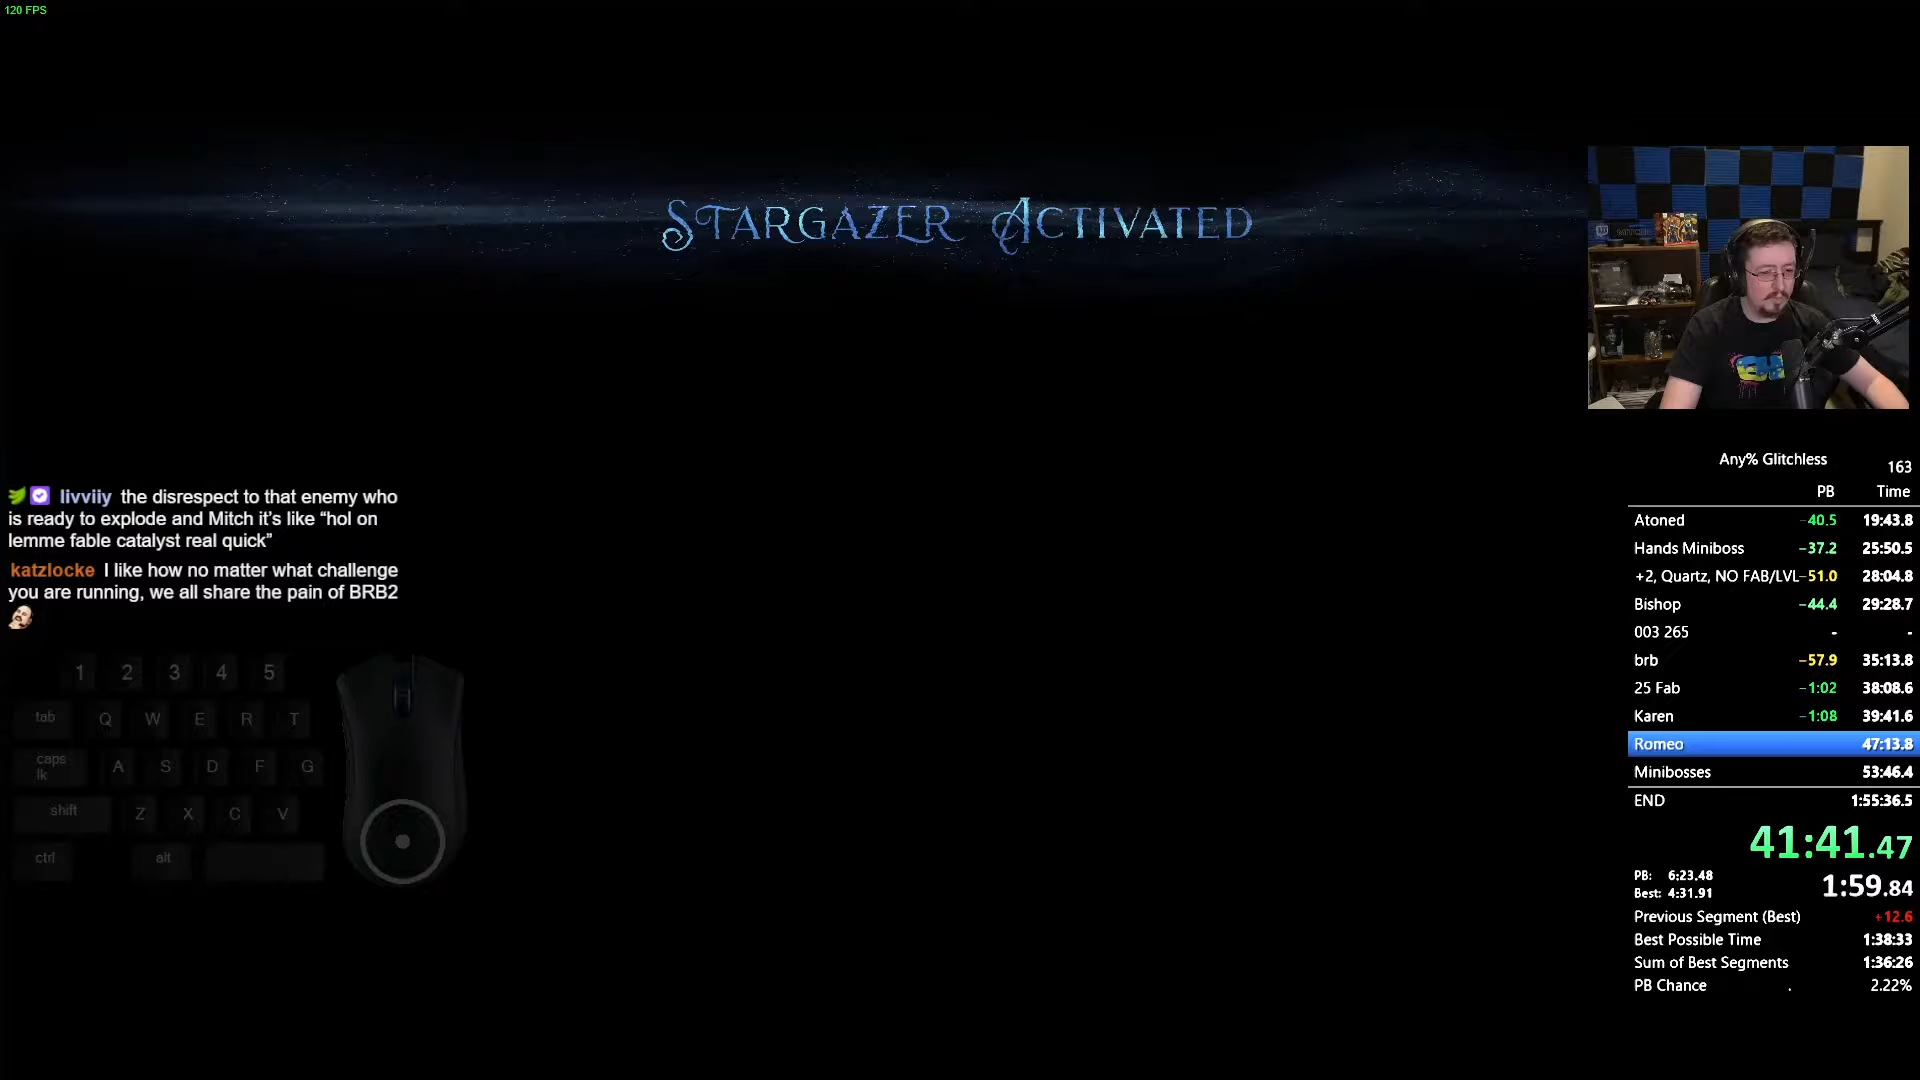 120 FPS
STARGAZER ACTIVATED
livviiy the disrespect to that enemy who
is ready to explode and Mitch it's like “hol on
lemme fable catalyst real quick”
katzlocke I like how no matter what challenge
you are running, we all share the pain of BRB2
1 2 3 4 5
tab Q W E R T
caps lk A S D F G
shift Z X C V
ctrl alt
Any% Glitchless 163
PB Time
Atoned -40.5 19:43.8
Hands Miniboss -37.2 25:50.5
+2, Quartz, NO FAB/LVL -51.0 28:04.8
Bishop -44.4 29:28.7
003 265 - -
brb -57.9 35:13.8
25 Fab -1:02 38:08.6
Karen -1:08 39:41.6
Romeo 47:13.8
Minibosses 53:46.4
END 1:55:36.5
41:41.47
PB: 6:23.48
Best: 4:31.91
1:59.84
Previous Segment (Best) +12.6
Best Possible Time 1:38:33
Sum of Best Segments 1:36:26
PB Chance . 2.22%